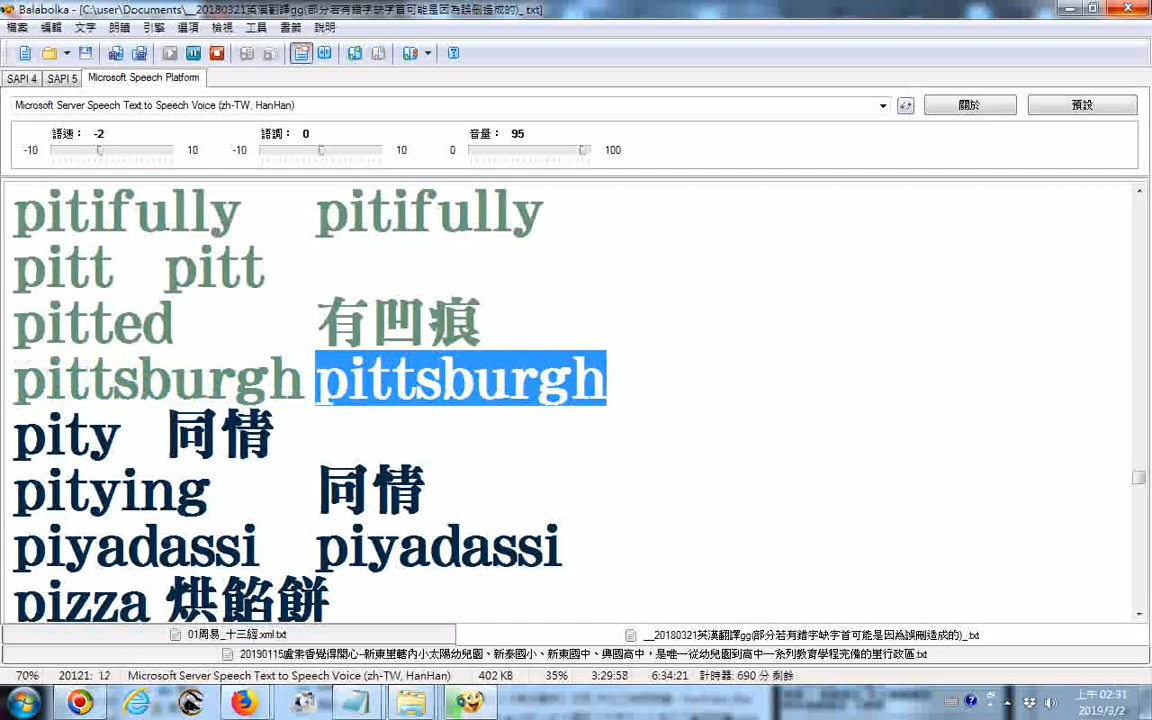 Balabolka - [C:\user\Documents\__20180321英漢翻譯gg(部分若有錯字缺字首可能是因為誤刪造成的)_.txt]
檔案 編輯 文字 朗讀 引擎 選項 檢視 工具 書籤 說明
SAPI 4 SAPI 5 Microsoft Speech Platform
Microsoft Server Speech Text to Speech Voice (zh-TW, HanHan) 關於 預設
語速： -2 語調： 0 音量： 95
-10 10 -10 10 0 100
pitifully pitifully
pitt pitt
pitted 有凹痕
pittsburgh pittsburgh
pity 同情
pitying 同情
piyadassi piyadassi
pizza 烘餡餅
01周易_十三經.xml.txt __20180321英漢翻譯gg(部分若有錯字缺字首可能是因為誤刪造成的)_.txt
20190115盧素香覺得開心-新東里轄內小太陽幼兒園、新泰國小、新東國中、興國高中，是唯一從幼兒園到高中一系列教育學程完備的里行政區.txt
70% 20121: 12 Microsoft Server Speech Text to Speech Voice (zh-TW, HanHan) 402 KB 35% 3:29:58 6:34:21 計時器: 690 分 剩餘
上午 02:31
2019/3/2